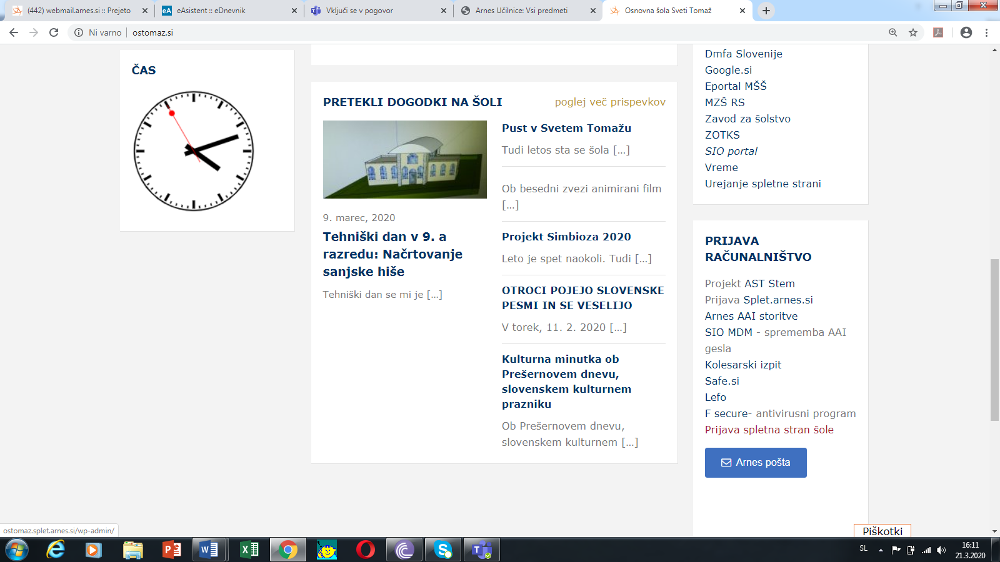 (442) webmail.arnes.si :: Prejeto
eAsistent :: eDnevnik
Vključi se v pogovor
Arnes Učilnice: Vsi predmeti
Osnovna šola Sveti Tomaž
Ni varno
ostomaz.si
ČAS
PRETEKLI DOGODKI NA ŠOLI
poglej več prispevkov
9. marec, 2020
Tehniški dan v 9. a
razredu: Načrtovanje
sanjske hiše
Tehniški dan se mi je [...]
Pust v Svetem Tomažu
Tudi letos sta se šola [...]
Ob besedni zvezi animirani film
[...]
Projekt Simbioza 2020
Leto je spet naokoli. Tudi [...]
OTROCI POJEJO SLOVENSKE
PESMI IN SE VESELIJO
V torek, 11. 2. 2020 [...]
Kulturna minutka ob
Prešernovem dnevu,
slovenskem kulturnem
prazniku
Ob Prešernovem dnevu,
slovenskem kulturnem [...]
Dmfa Slovenije
Google.si
Eportal MŠŠ
MZŠ RS
Zavod za šolstvo
ZOTKS
SIO portal
Vreme
Urejanje spletne strani
PRIJAVA
RAČUNALNIŠTVO
Projekt AST Stem
Prijava Splet.arnes.si
Arnes AAI storitve
SIO MDM - sprememba AAI
gesla
Kolesarski izpit
Safe.si
Lefo
F secure- antivirusni program
Prijava spletna stran šole
Arnes pošta
Piškotki
ostomaz.splet.arnes.si/wp-admin/
SL
16:11
21.3.2020